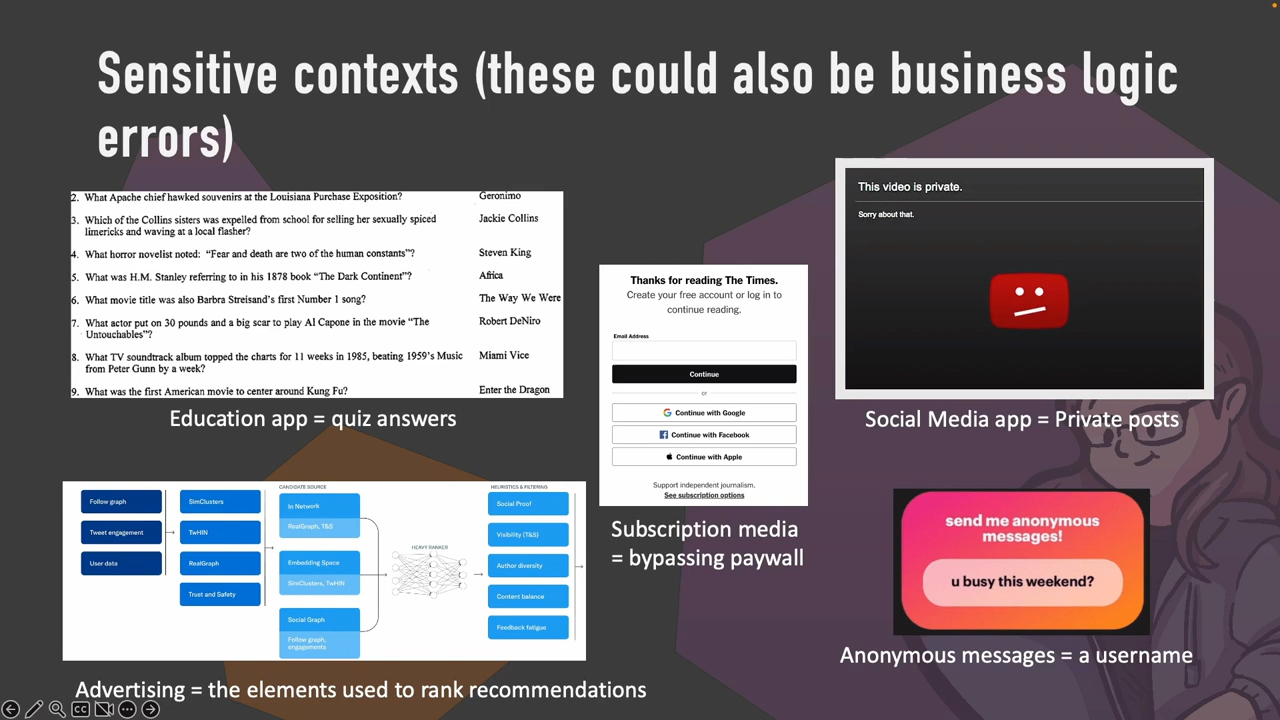 Sensitive contexts (these could also be business logic
errors)
2. What Apache chief hawked souvenirs at the Louisiana Purchase Exposition? Geronimo
3. Which of the Collins sisters was expelled from school for selling her sexually spiced Jackie Collins
limericks and waving at a local flasher?
4. What horror novelist noted: "Fear and death are two of the human constants"? Steven King
5. What was H.M. Stanley referring to in his 1878 book "The Dark Continent"? Africa
6. What movie title was also Barbra Streisand's first Number 1 song? The Way We Were
7. What actor put on 30 pounds and a big scar to play Al Capone in the movie "The Robert DeNiro
Untouchables"?
8. What TV soundtrack album topped the charts for 11 weeks in 1985, beating 1959's Music Miami Vice
from Peter Gunn by a week?
9. What was the first American movie to center around Kung Fu? Enter the Dragon
Education app = quiz answers
Thanks for reading The Times.
Create your free account or log in to
continue reading.
Email Address
Continue
or
Continue with Google
Continue with Facebook
Continue with Apple
Support independent journalism.
See subscription options
Subscription media
= bypassing paywall
This video is private.
Sorry about that.
Social Media app = Private posts
Follow graph
Tweet engagement
User data
SimClusters
TwHIN
RealGraph
Trust and Safety
CANDIDATE SOURCE
In Network
RealGraph, T&S
Embedding Space
SimClusters, TwHIN
Social Graph
Follow graph,
engagements
HEAVY RANKER
HEURISTICS & FILTERING
Social Proof
Visibility (T&S)
Author diversity
Content balance
Feedback fatigue
Advertising = the elements used to rank recommendations
send me anonymous
messages!
u busy this weekend?
Anonymous messages = a username
CC